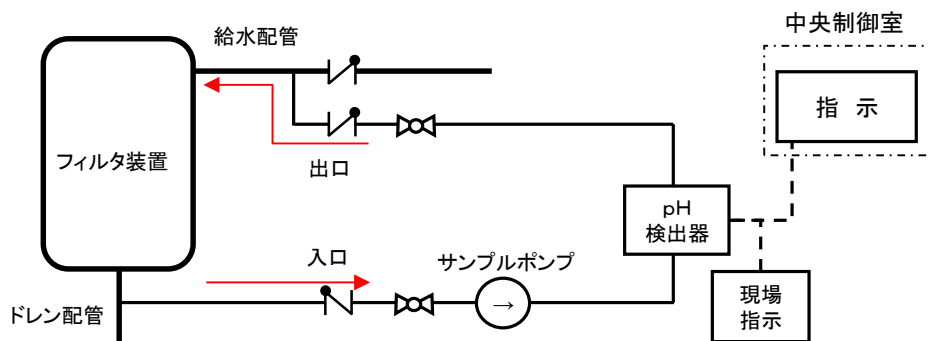 中央制御室
給水配管
指 示
フィルタ装置
出口
pH
検出器
入口
サンプルポンプ
→
現場
指示
ドレン配管